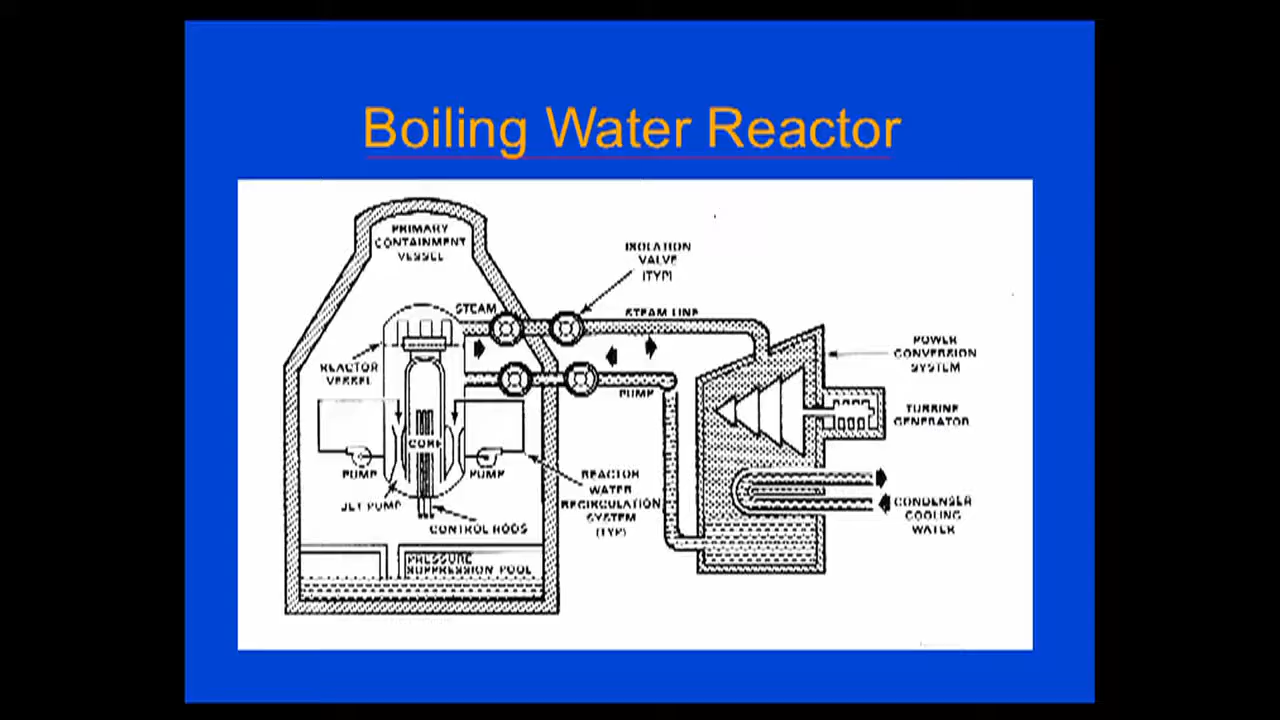 Boiling Water Reactor
PRIMARY
CONTAINMENT
VESSEL
ISOLATION
VALVE
(TYP)
STEAM
STEAM LINE
REACTOR
VESSEL
POWER
CONVERSION
SYSTEM
PUMP
TURBINE
GENERATOR
CORE
PUMP
PUMP
JET PUMP
CONTROL RODS
REACTOR
WATER
RECIRCULATION
SYSTEM
(TYP)
CONDENSER
COOLING
WATER
PRESSURE
SUPPRESSION POOL